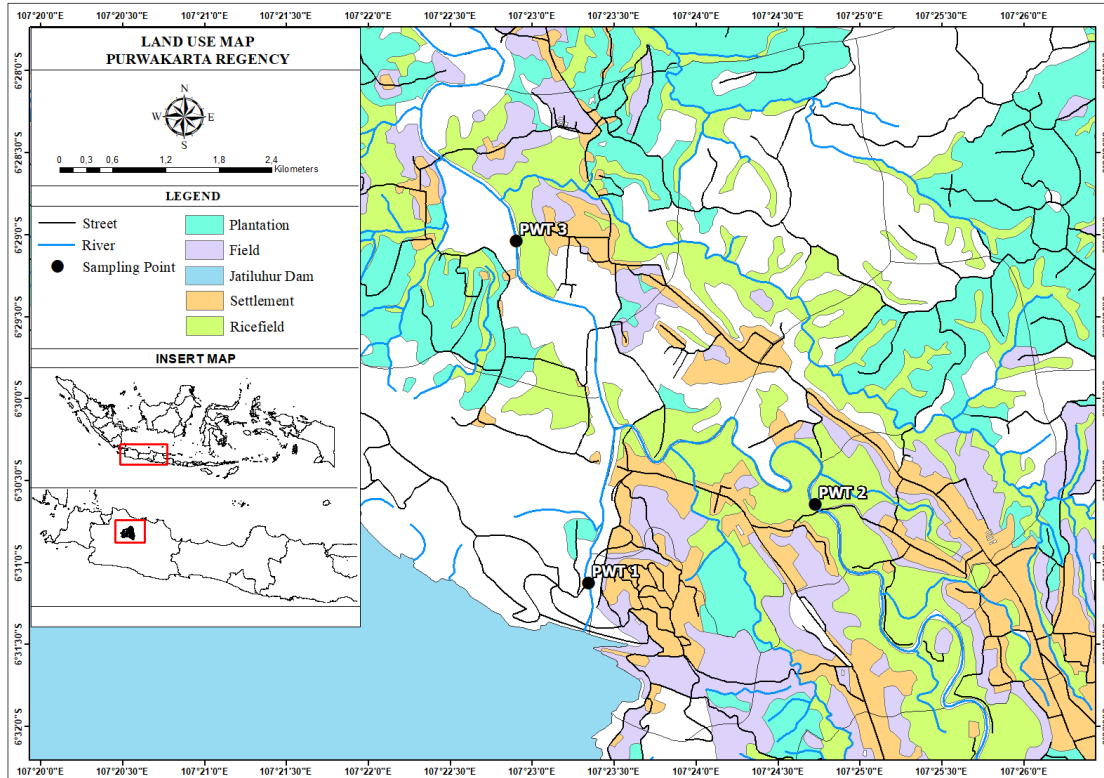 107°20'0"E 107°20'30"E 107°21'0"E 107°21'30"E 107°22'0"E 107°22'30"E 107°23'0"E 107°23'30"E 107°24'0"E 107°24'30"E 107°25'0"E 107°25'30"E 107°26'0"E
LAND USE MAP
PURWAKARTA REGENCY
N
W E
S
0 0,3 0,6 1,2 1,8 2,4
Kilometers
LEGEND
Street
River
Sampling Point
Plantation
Field
Jatiluhur Dam
Settlement
Ricefield
INSERT MAP
PWT 3
PWT 2
PWT 1
6°28'0"S
6°28'30"S
6°29'0"S
6°29'30"S
6°30'0"S
6°30'30"S
6°31'0"S
6°31'30"S
6°32'0"S
107°20'0"E 107°20'30"E 107°21'0"E 107°21'30"E 107°22'0"E 107°22'30"E 107°23'0"E 107°23'30"E 107°24'0"E 107°24'30"E 107°25'0"E 107°25'30"E 107°26'0"E